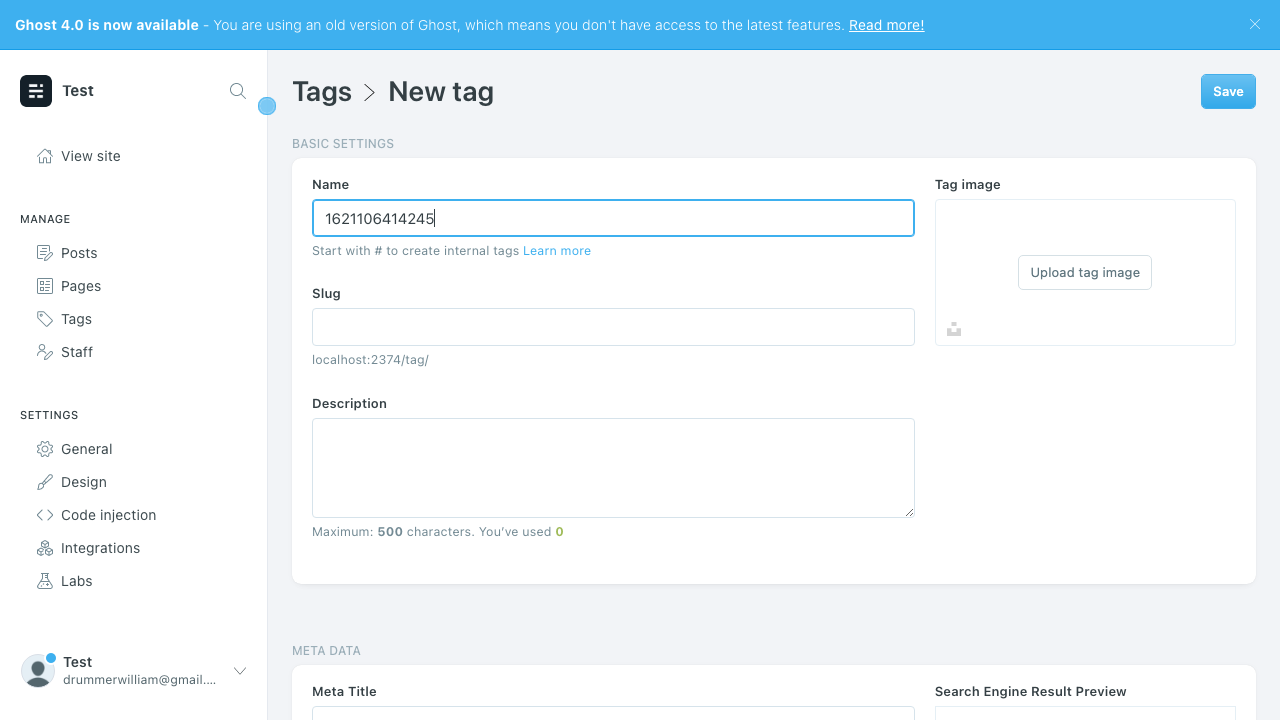 Ghost 4.0 is now available - You are using an old version of Ghost, which means you don't have access to the latest features. Read more!
Test
View site
MANAGE
Posts
Pages
Tags
Staff
SETTINGS
General
Design
Code injection
Integrations
Labs
Test
drummerwilliam@gmail....
Tags > New tag
Save
BASIC SETTINGS
Name
1621106414245
Start with # to create internal tags Learn more
Slug
localhost:2374/tag/
Description
Maximum: 500 characters. You've used 0
Tag image
Upload tag image
META DATA
Meta Title
Search Engine Result Preview